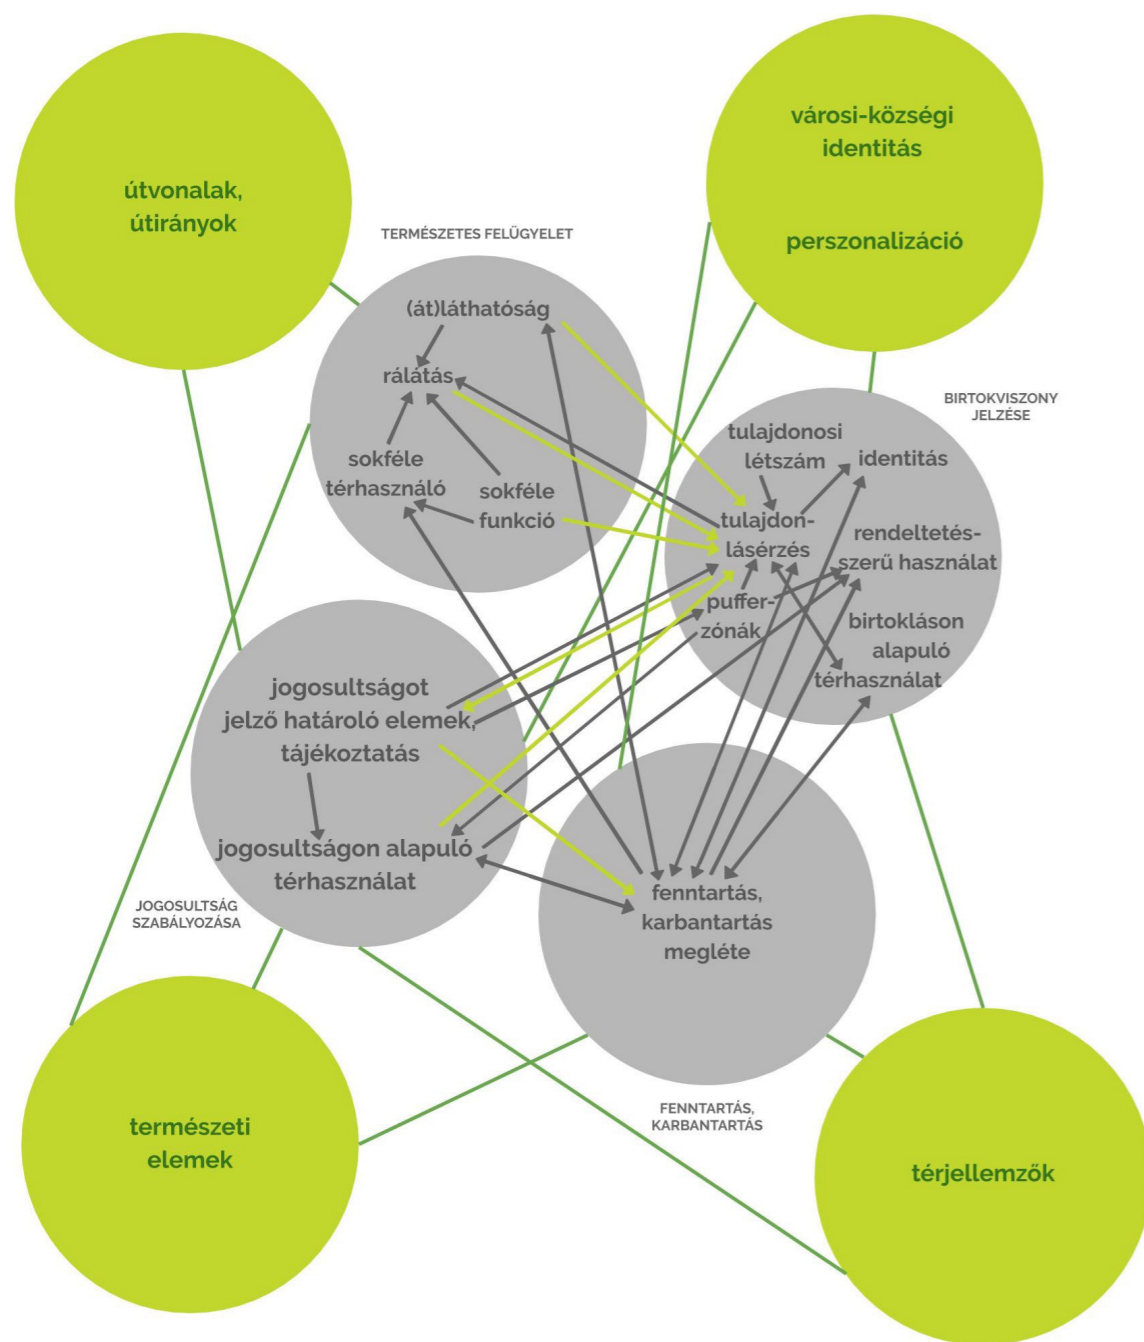 városi-községi
identitás
perszonalizáció
útvonalak,
útirányok
TERMÉSZETES FELÜGYELET
(át)láthatóság
rálátás
sokféle
térhasználó
sokféle
funkció
BIRTOKVISZONY
JELZÉSE
tulajdonosi
létszám
identitás
tulajdon-
lásérzés
rendeltetés-
szerű használat
puffer-
zónák
birtokláson
alapuló
térhasználat
jogosultságot
jelző határoló elemek,
tájékoztatás
jogosultságon alapuló
térhasználat
JOGOSULTSÁG
SZABÁLYOZÁSA
fenntartás,
karbantartás
megléte
FENNTARTÁS,
KARBANTARTÁS
természeti
elemek
térjellemzők